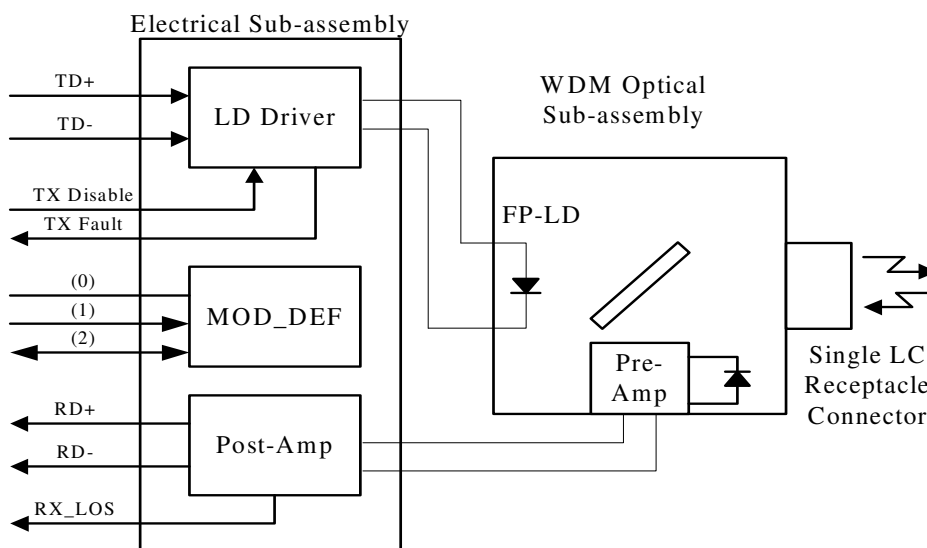 Electrical Sub-assembly
TD+
LD Driver
TD-
TX Disable
TX Fault
WDM Optical
Sub-assembly
FP-LD
(0)
(1)
MOD_DEF
(2)
Pre-
Amp
Single LC
Receptacle
Connector
RD+
Post-Amp
RD-
RX_LOS